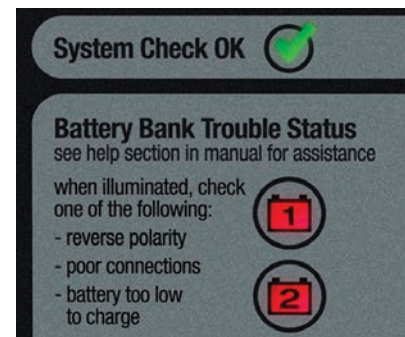 System Check OK
Battery Bank Trouble Status
see help section in manual for assistance
when illuminated, check
one of the following:
- reverse polarity
- poor connections
- battery too low
to charge
1
2